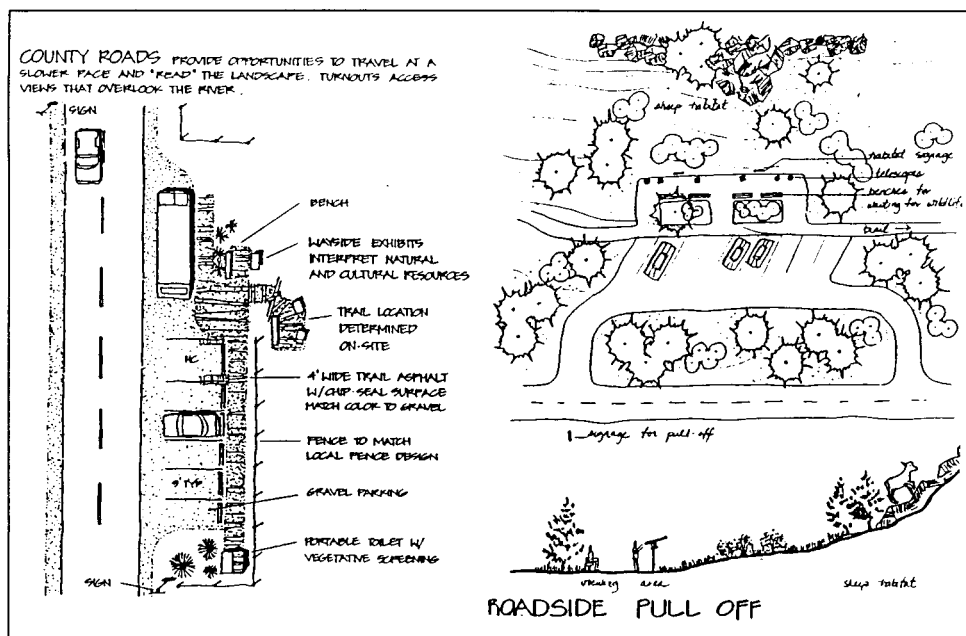 COUNTY ROADS PROVIDE OPPORTUNITIES TO TRAVEL AT A
SLOWER PACE AND "READ" THE LANDSCAPE. TURNOUTS ACCESS
VIEWS THAT OVERLOOK THE RIVER.
SIGN
BENCH
WAYSIDE EXHIBITS
INTERPRET NATURAL
AND CULTURAL RESOURCES
TRAIL LOCATION
DETERMINED
ON-SITE
HC
4' WIDE TRAIL ASPHALT
W/CHIP-SEAL SURFACE
MATCH COLOR TO GRAVEL
FENCE TO MATCH
LOCAL FENCE DESIGN
9' TYP
GRAVEL PARKING
PORTABLE TOILET W/
VEGETATIVE SCREENING
SIGN
sheep habitat
habitat signage
telescopes
benches for
waiting for wildlife
trail
signage for pull-off
viewing area
sheep habitat
ROADSIDE PULL OFF